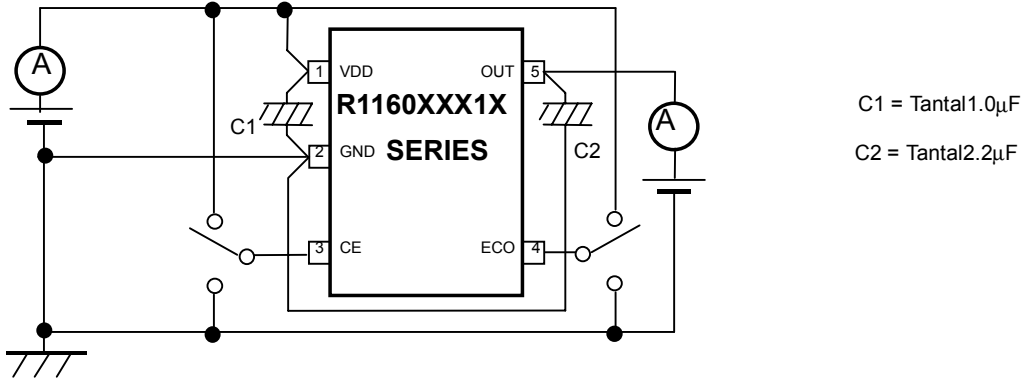 A
1
VDD
OUT
5
R1160XXX1X
SERIES
C1
2
GND
C2
A
C1 = Tantal1.0μF
C2 = Tantal2.2μF
3
CE
ECO
4